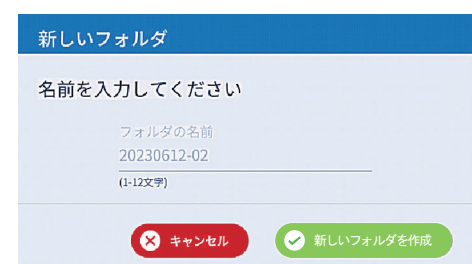 新しいフォルダ
名前を入力してください
フォルダの名前
20230612-02
(1-12文字)
キャンセル
新しいフォルダを作成